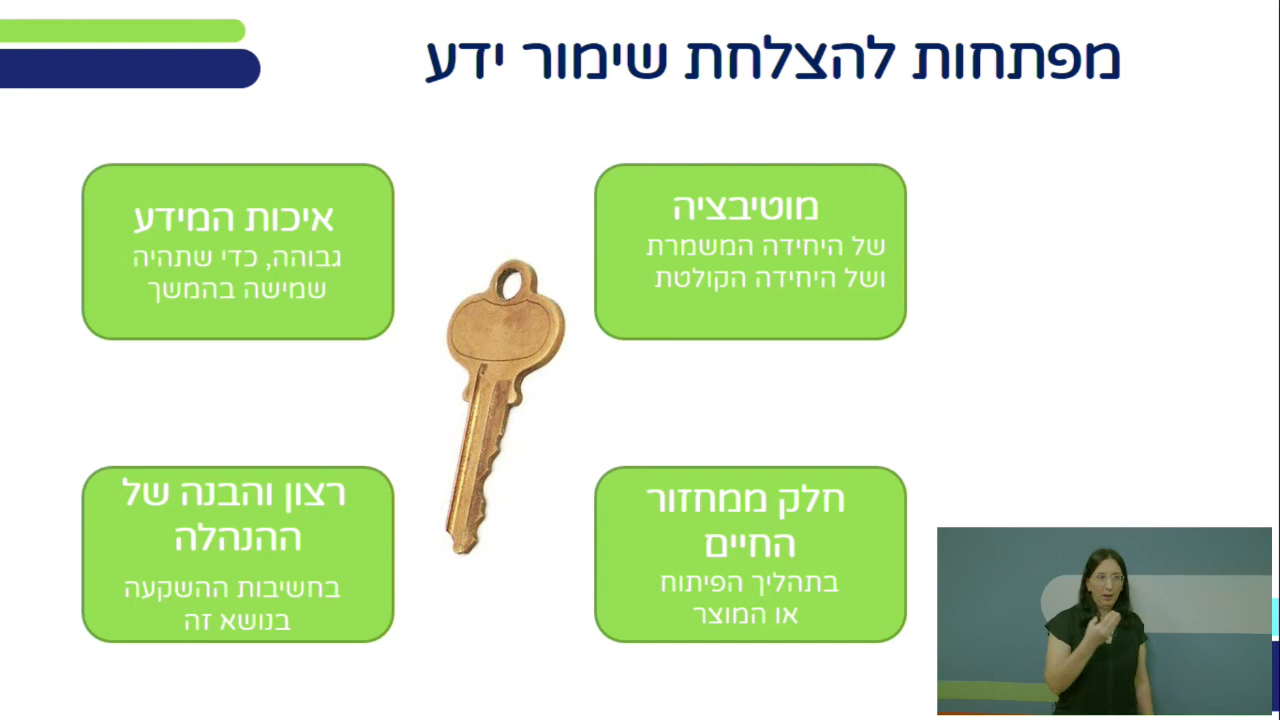 מפתחות להצלחת שימור ידע
מוטיבציה
של היחידה המשמרת
ושל היחידה הקולטת
איכות המידע
גבוהה, כדי שתהיה
שמישה בהמשך
חלק ממחזור
החיים
בתהליך הפיתוח
או המוצר
רצון והבנה של
ההנהלה
בחשיבות ההשקעה
בנושא זה